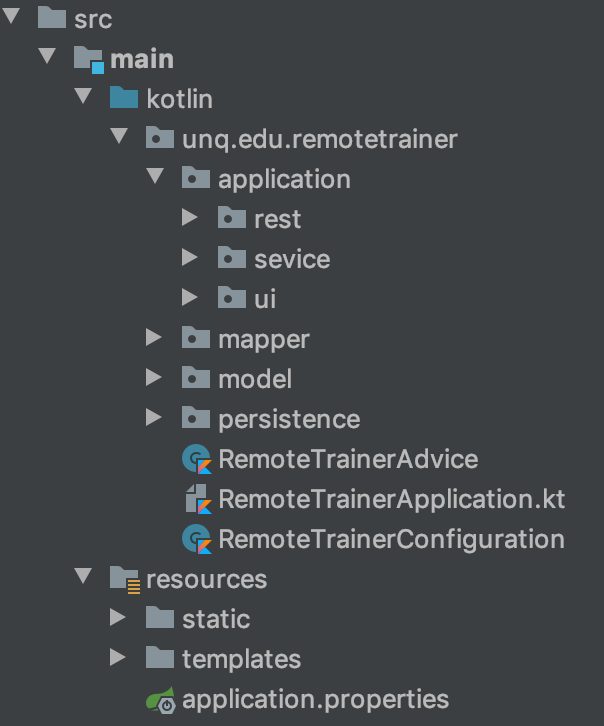 src
main
kotlin
unq.edu.remotetrainer
application
rest
sevice
ui
mapper
model
persistence
RemoteTrainerAdvice
RemoteTrainerApplication.kt
RemoteTrainerConfiguration
resources
static
templates
application.properties